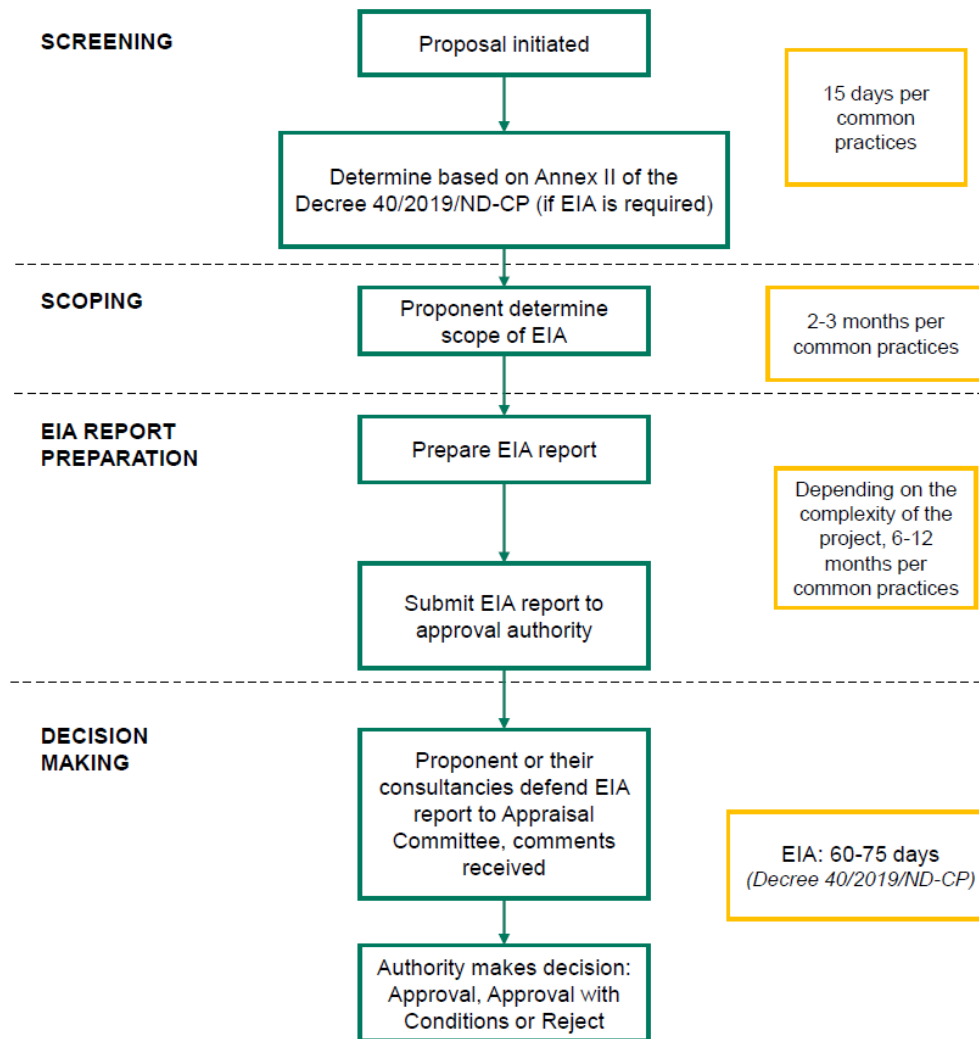 SCREENING
Proposal initiated
15 days per
common
practices
Determine based on Annex II of the
Decree 40/2019/ND-CP (if EIA is required)
SCOPING
Proponent determine
scope of EIA
2-3 months per
common practices
EIA REPORT
PREPARATION
Prepare EIA report
Depending on the
complexity of the
project, 6-12
months per
common practices
Submit EIA report to
approval authority
DECISION
MAKING
Proponent or their
consultancies defend EIA
report to Appraisal
Committee, comments
received
EIA: 60-75 days
(Decree 40/2019/ND-CP)
Authority makes decision:
Approval, Approval with
Conditions or Reject